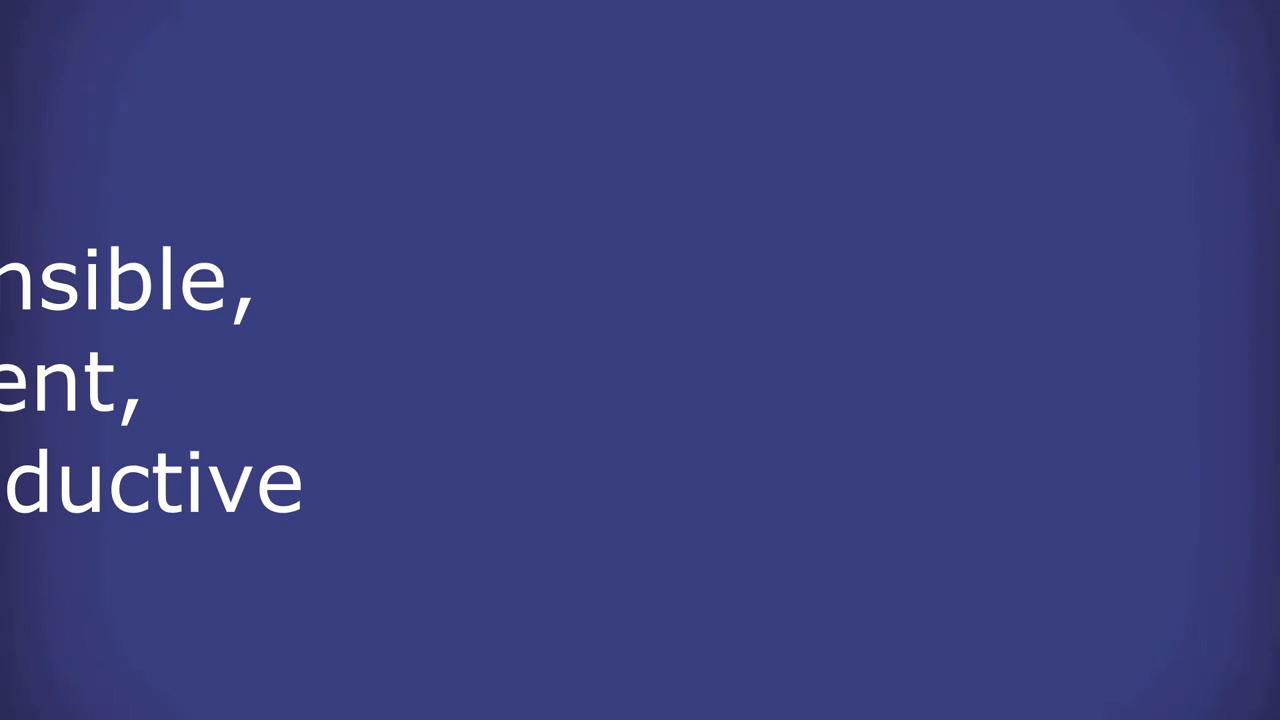 nsible,
ent,
ductive